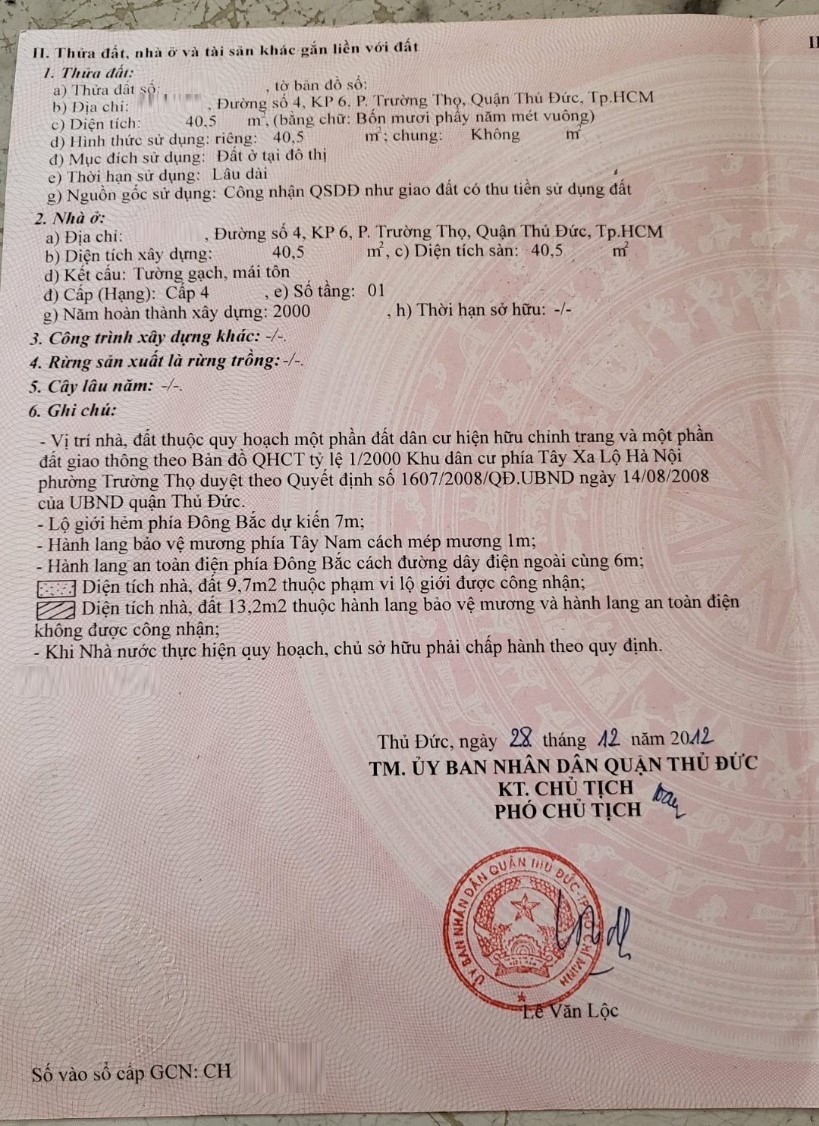 II. Thửa đất, nhà ở và tài sản khác gắn liền với đất
1. Thửa đất:
a) Thửa đất số: , tờ bản đồ số:
b) Địa chỉ: , Đường số 4, KP 6, P. Trường Thọ, Quận Thủ Đức, Tp.HCM
c) Diện tích: 40,5 m², (bằng chữ: Bốn mươi phẩy năm mét vuông)
d) Hình thức sử dụng: riêng: 40,5 m²; chung: Không m²
đ) Mục đích sử dụng: Đất ở tại đô thị
e) Thời hạn sử dụng: Lâu dài
g) Nguồn gốc sử dụng: Công nhận QSDĐ như giao đất có thu tiền sử dụng đất
2. Nhà ở:
a) Địa chỉ: , Đường số 4, KP 6, P. Trường Thọ, Quận Thủ Đức, Tp.HCM
b) Diện tích xây dựng: 40,5 m², c) Diện tích sàn: 40,5 m²
d) Kết cấu: Tường gạch, mái tôn
đ) Cấp (Hạng): Cấp 4 , e) Số tầng: 01
g) Năm hoàn thành xây dựng: 2000 , h) Thời hạn sở hữu: -/-
3. Công trình xây dựng khác: -/-.
4. Rừng sản xuất là rừng trồng: -/-.
5. Cây lâu năm: -/-.
6. Ghi chú:
- Vị trí nhà, đất thuộc quy hoạch một phần đất dân cư hiện hữu chỉnh trang và một phần
đất giao thông theo Bản đồ QHCT tỷ lệ 1/2000 Khu dân cư phía Tây Xa Lộ Hà Nội
phường Trường Thọ duyệt theo Quyết định số 1607/2008/QĐ.UBND ngày 14/08/2008
của UBND quận Thủ Đức.
- Lộ giới hẻm phía Đông Bắc dự kiến 7m;
- Hành lang bảo vệ mương phía Tây Nam cách mép mương 1m;
- Hành lang an toàn điện phía Đông Bắc cách đường dây điện ngoài cùng 6m;
Diện tích nhà, đất 9,7m2 thuộc phạm vi lộ giới được công nhận;
Diện tích nhà, đất 13,2m2 thuộc hành lang bảo vệ mương và hành lang an toàn điện
không được công nhận;
- Khi Nhà nước thực hiện quy hoạch, chủ sở hữu phải chấp hành theo quy định.
Thủ Đức, ngày 28 tháng 12 năm 2012
TM. ỦY BAN NHÂN DÂN QUẬN THỦ ĐỨC
KT. CHỦ TỊCH
PHÓ CHỦ TỊCH
ỦY BAN NHÂN DÂN QUẬN THỦ ĐỨC
Lê Văn Lộc
Số vào sổ cấp GCN: CH
II